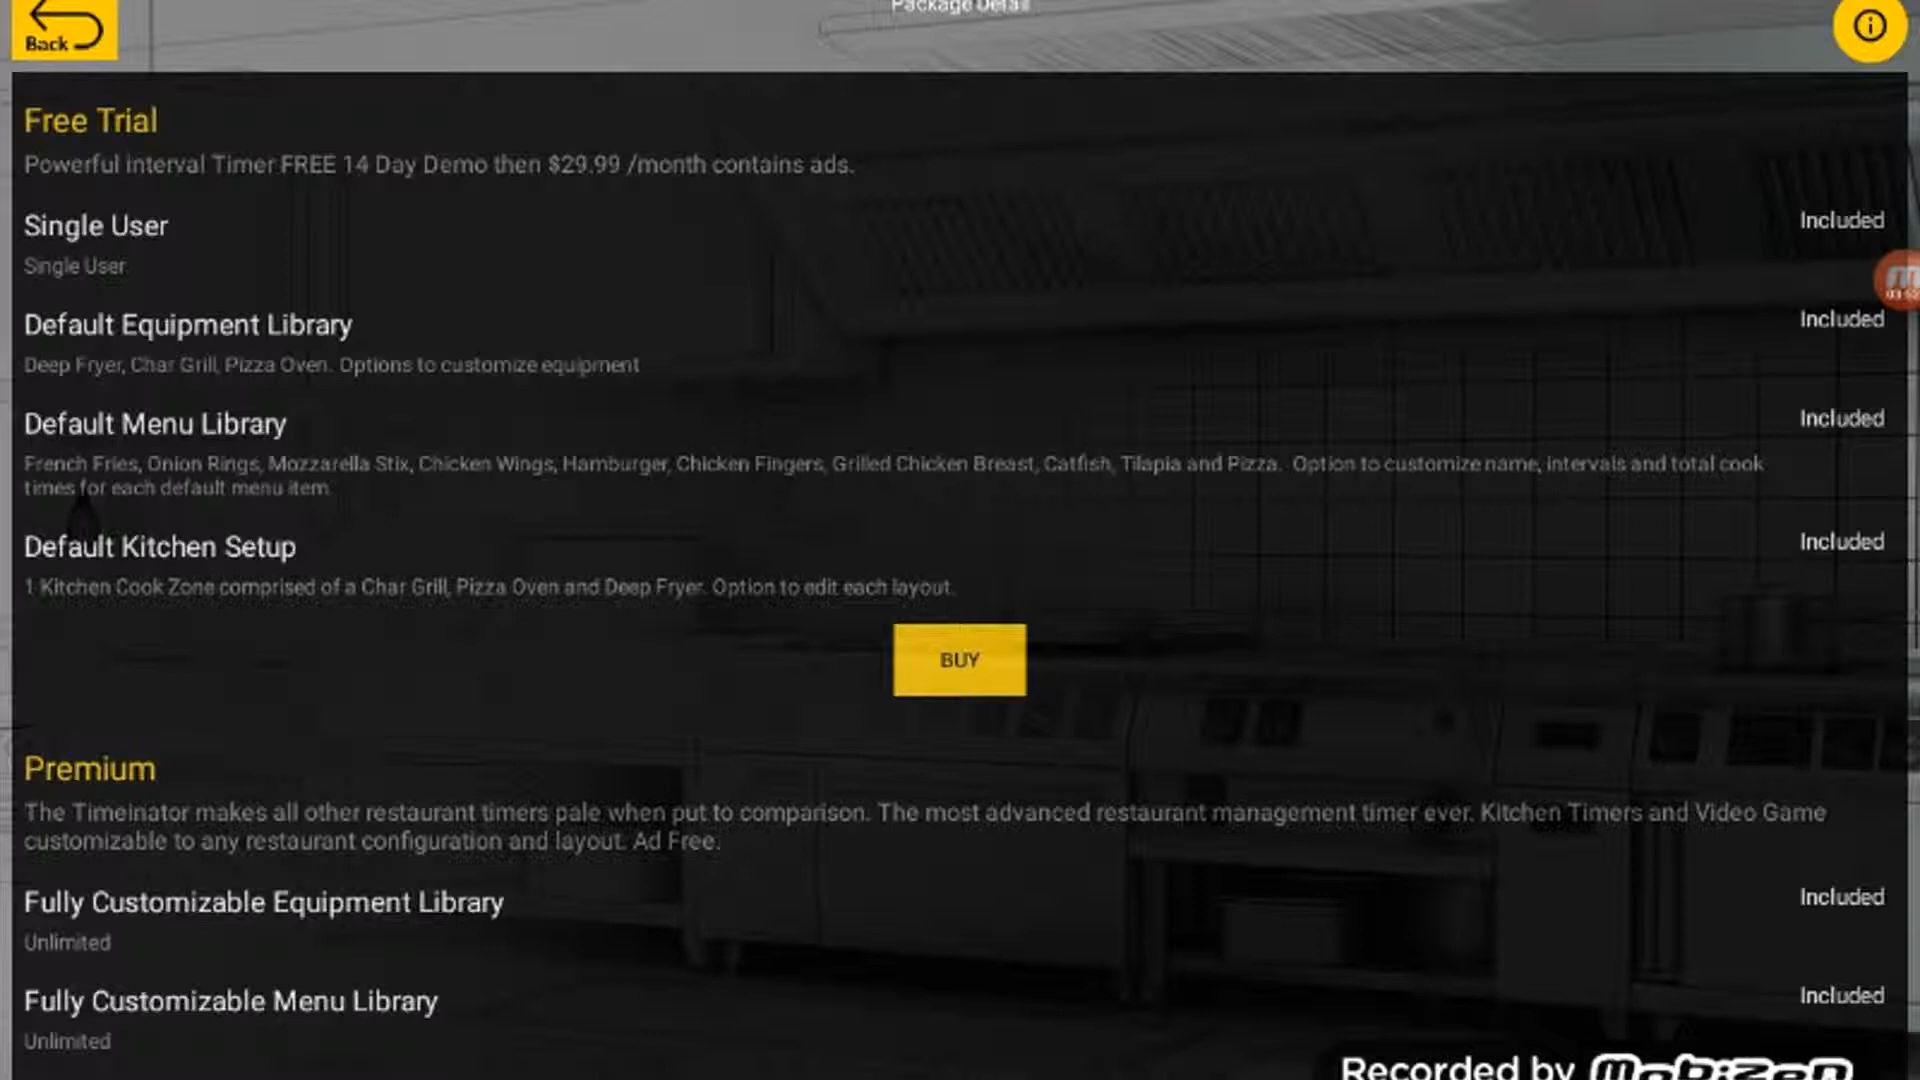 Back
Package Detail
Free Trial
Powerful interval Timer FREE 14 Day Demo then $29.99 /month contains ads.
Single User
Included
Single User
Default Equipment Library
Included
Deep Fryer, Char Grill, Pizza Oven. Options to customize equipment
Default Menu Library
Included
French Fries, Onion Rings, Mozzarella Stix, Chicken Wings, Hamburger, Chicken Fingers, Grilled Chicken Breast, Catfish, Tilapia and Pizza. Option to customize name, intervals and total cook
times for each default menu item.
Default Kitchen Setup
Included
1 Kitchen Cook Zone comprised of a Char Grill, Pizza Oven and Deep Fryer. Option to edit each layout.
BUY
Premium
The Timeinator makes all other restaurant timers pale when put to comparison. The most advanced restaurant management timer ever. Kitchen Timers and Video Game
customizable to any restaurant configuration and layout. Ad Free.
Fully Customizable Equipment Library
Included
Unlimited
Fully Customizable Menu Library
Included
Unlimited
Recorded by Mobizen